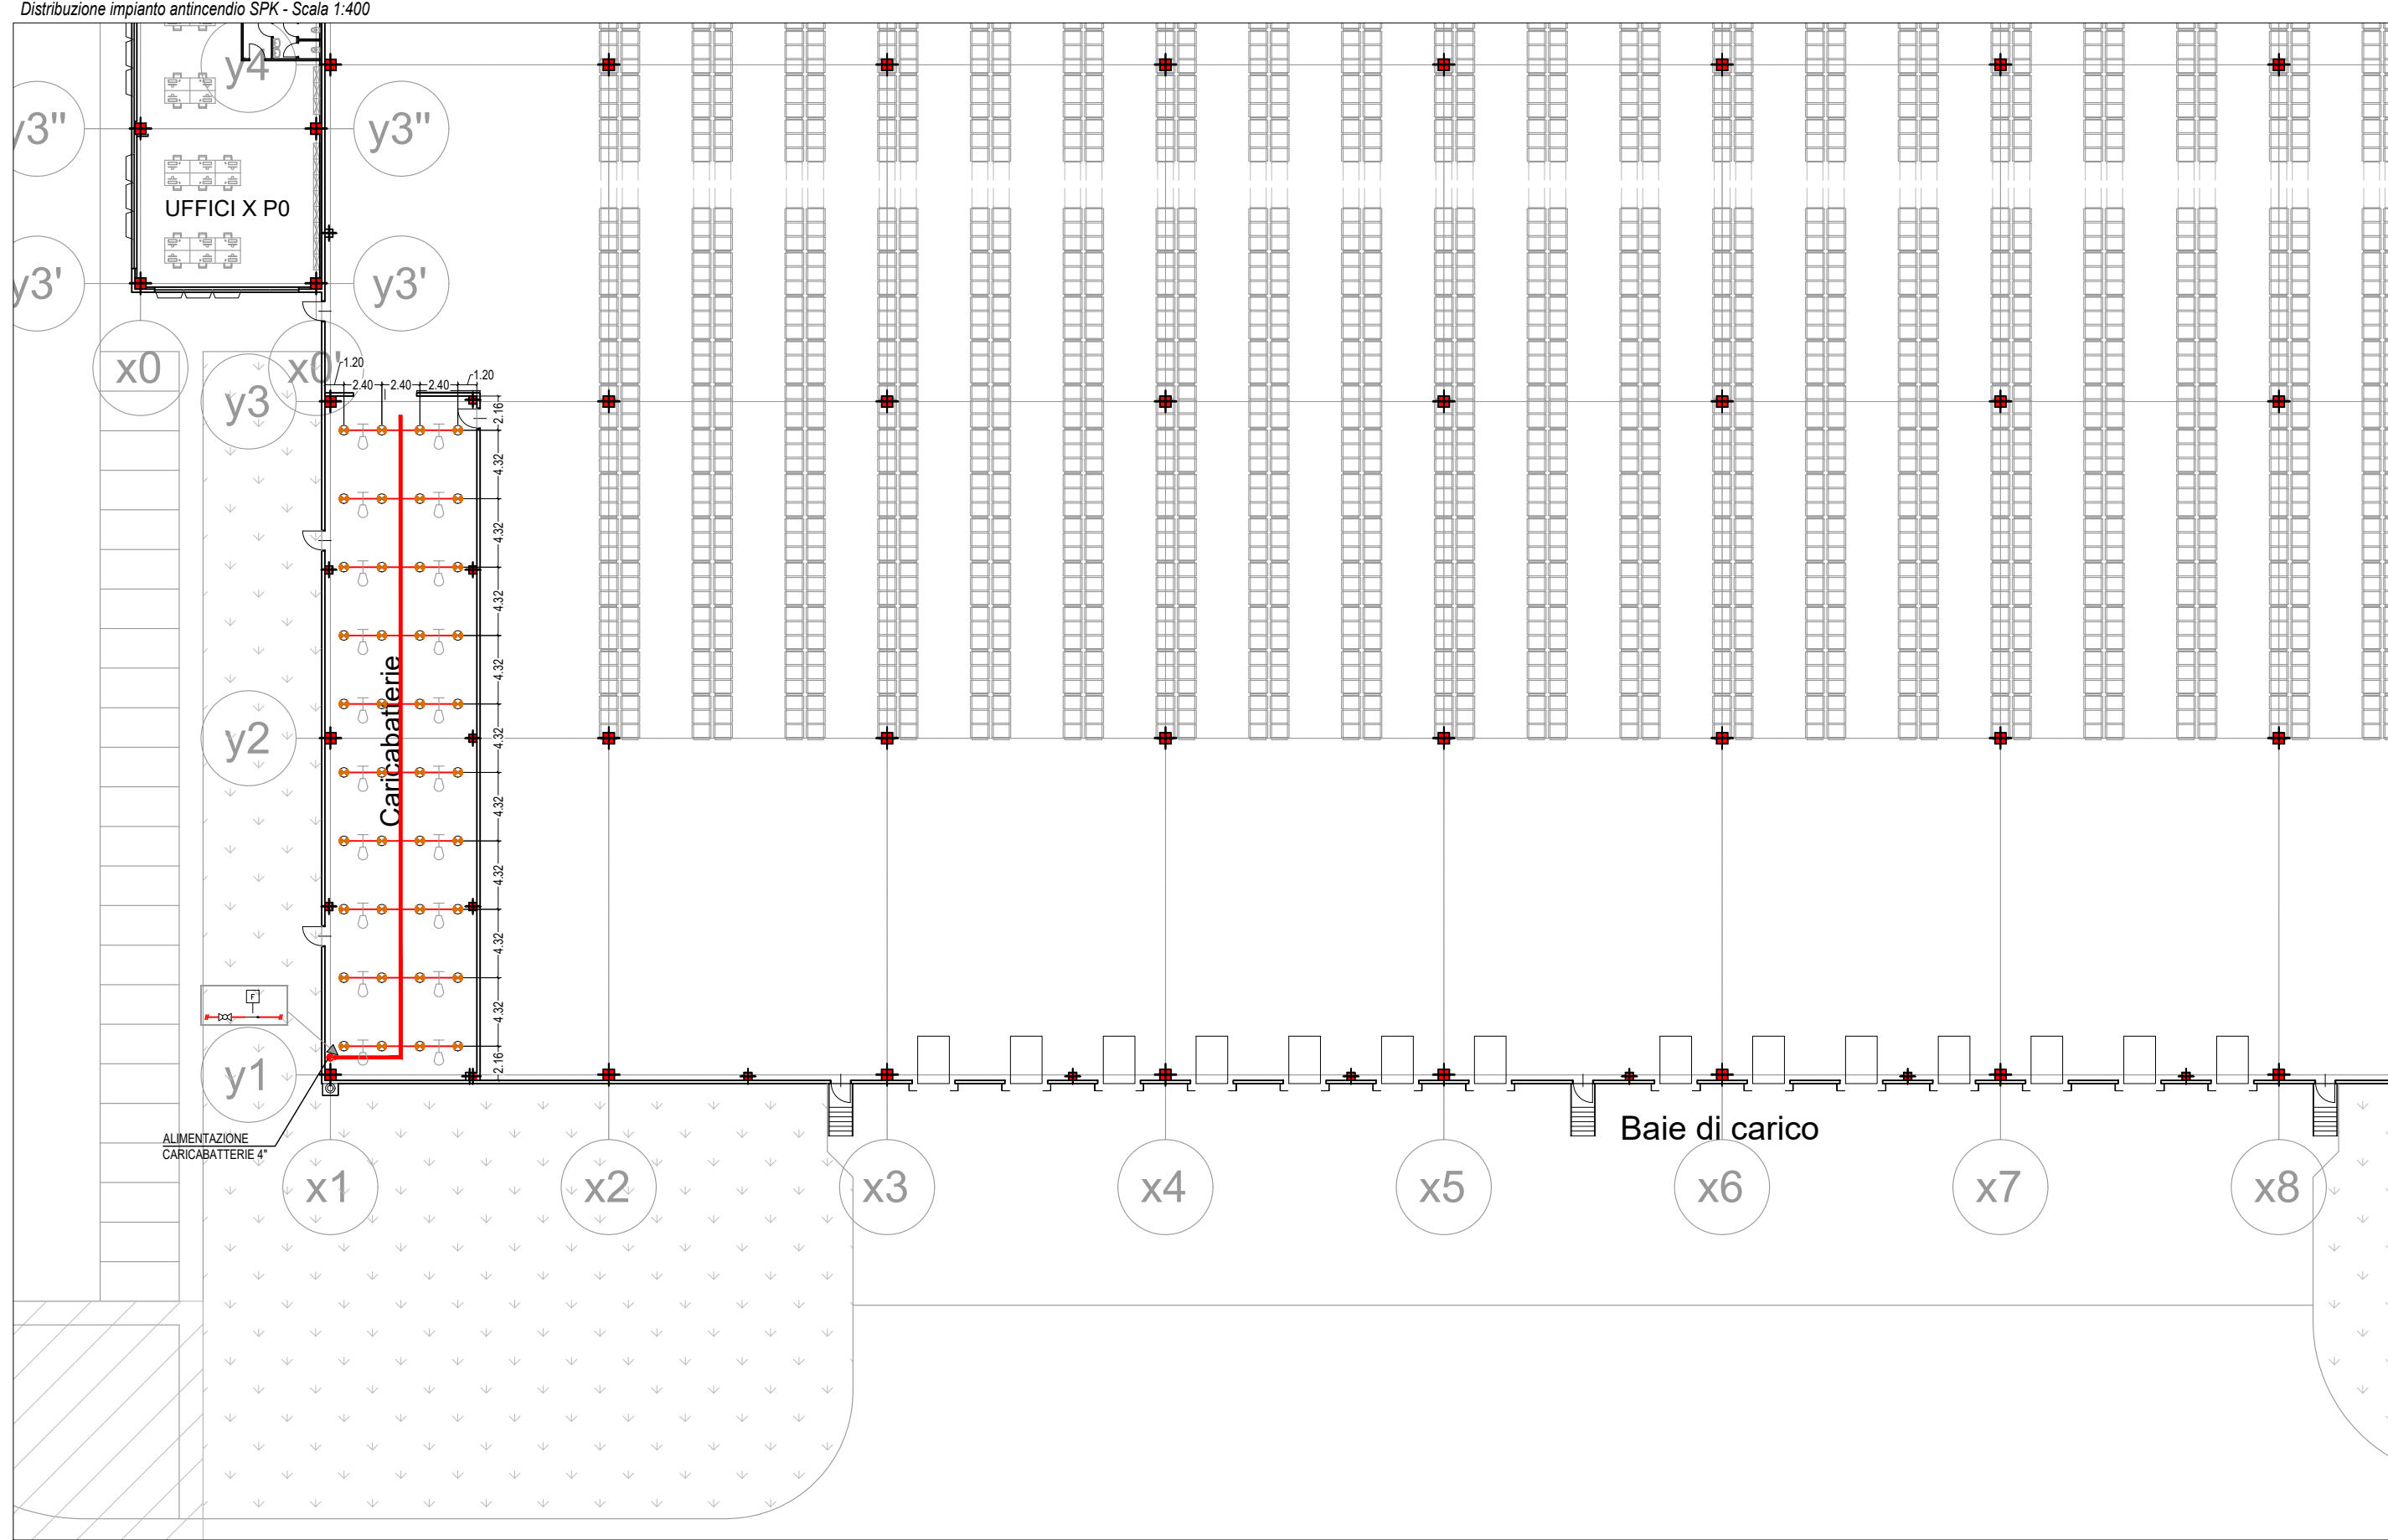 Distribuzione impianto antincendio SPK - Scala 1:400
y4
y3"
y3"
UFFICI X P0
y3'
y3'
x0
x0'
1.20
1.20
2.40
2.40
2.40
y3
2.16
4.32
4.32
4.32
4.32
4.32
4.32
4.32
4.32
4.32
2.16
Caricabatterie
y2
F
y1
ALIMENTAZIONE
CARICABATTERIE 4"
Baie di carico
x1
x2
x3
x4
x5
x6
x7
x8